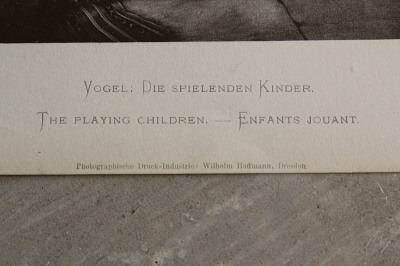 Vogel: Die spielenden Kinder.
The playing children. — Enfants jouant.
Photographische Druck-Industrie: Wilhelm Hoffmann, Dresden